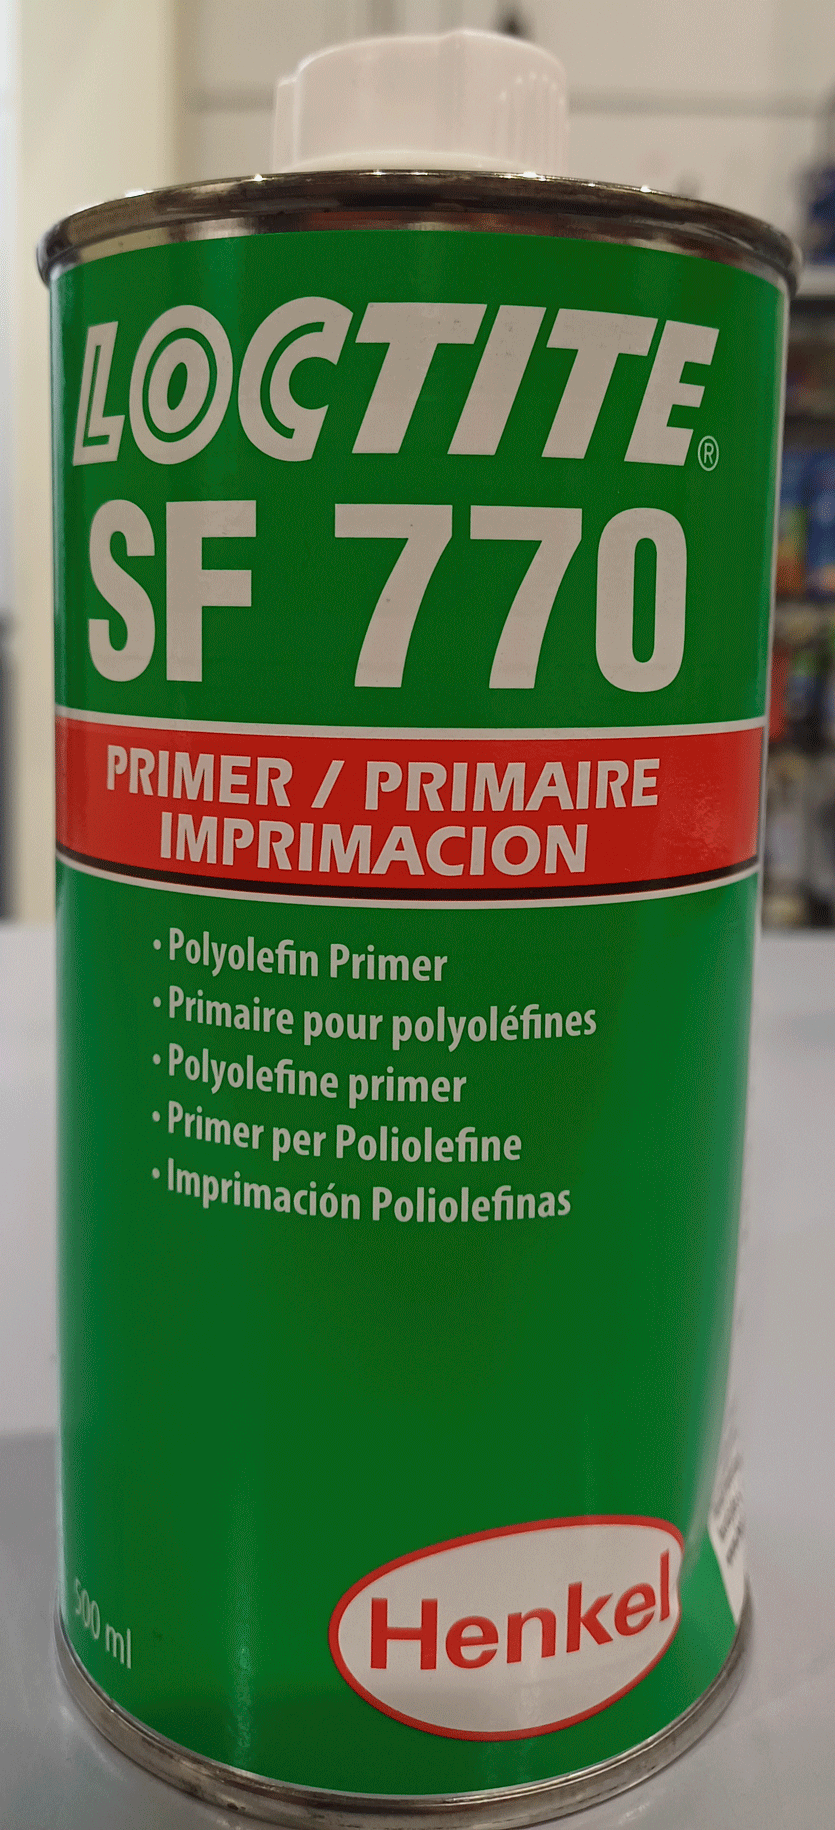 LOCTITE®
SF 770
PRIMER / PRIMAIRE
IMPRIMACION
• Polyolefin Primer
• Primaire pour polyoléfines
• Polyolefine primer
• Primer per Poliolefine
• Imprimación Poliolefinas
500 ml
Henkel